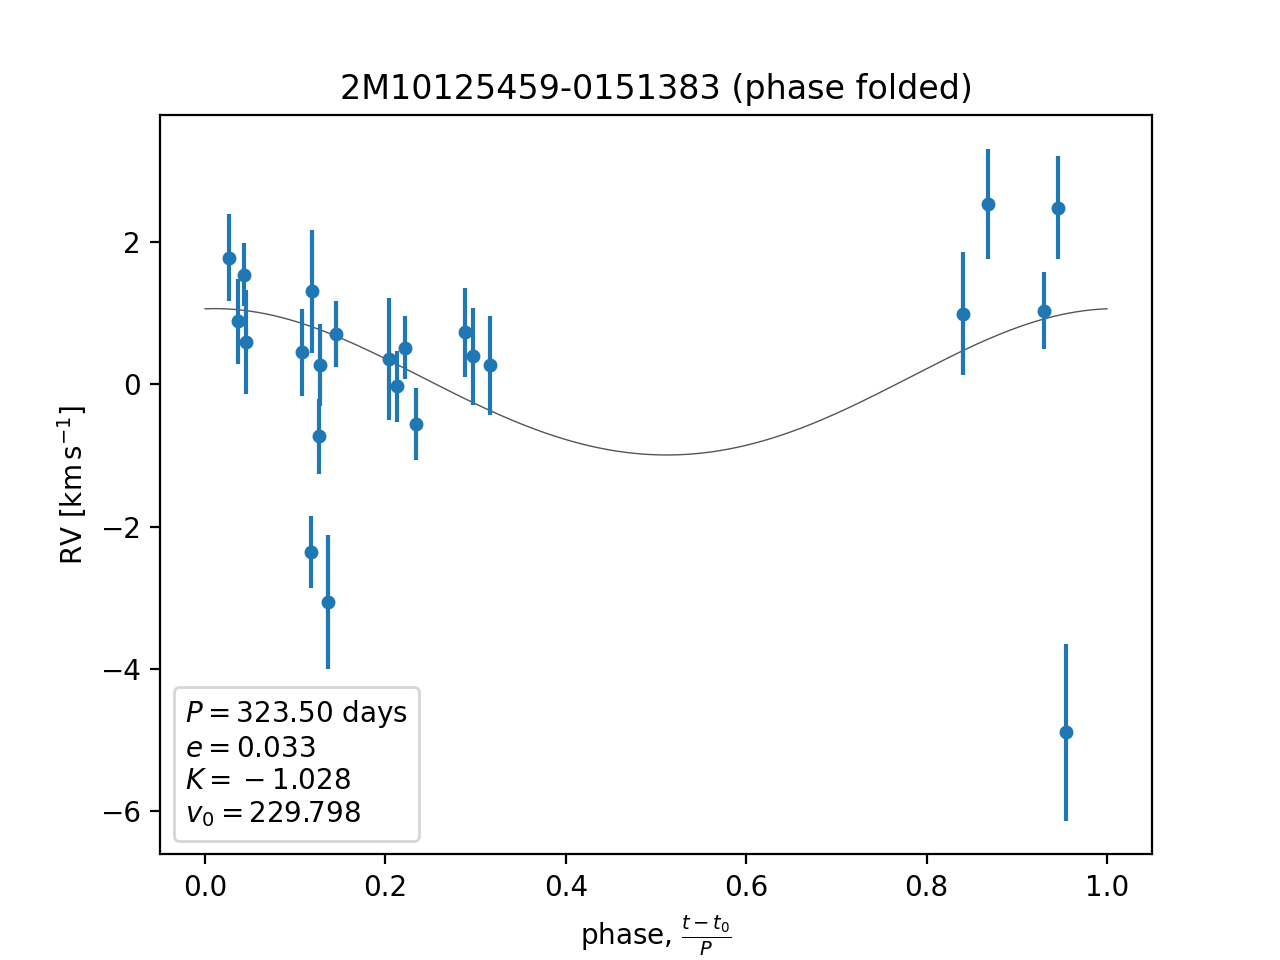 2M10125459-0151383 (phase folded)
RV [km s⁻¹]
2
0
−2
−4
−6
P = 323.50 days
e = 0.033
K = −1.028
v₀ = 229.798
0.0 0.2 0.4 0.6 0.8 1.0
phase, (t − t₀)/P